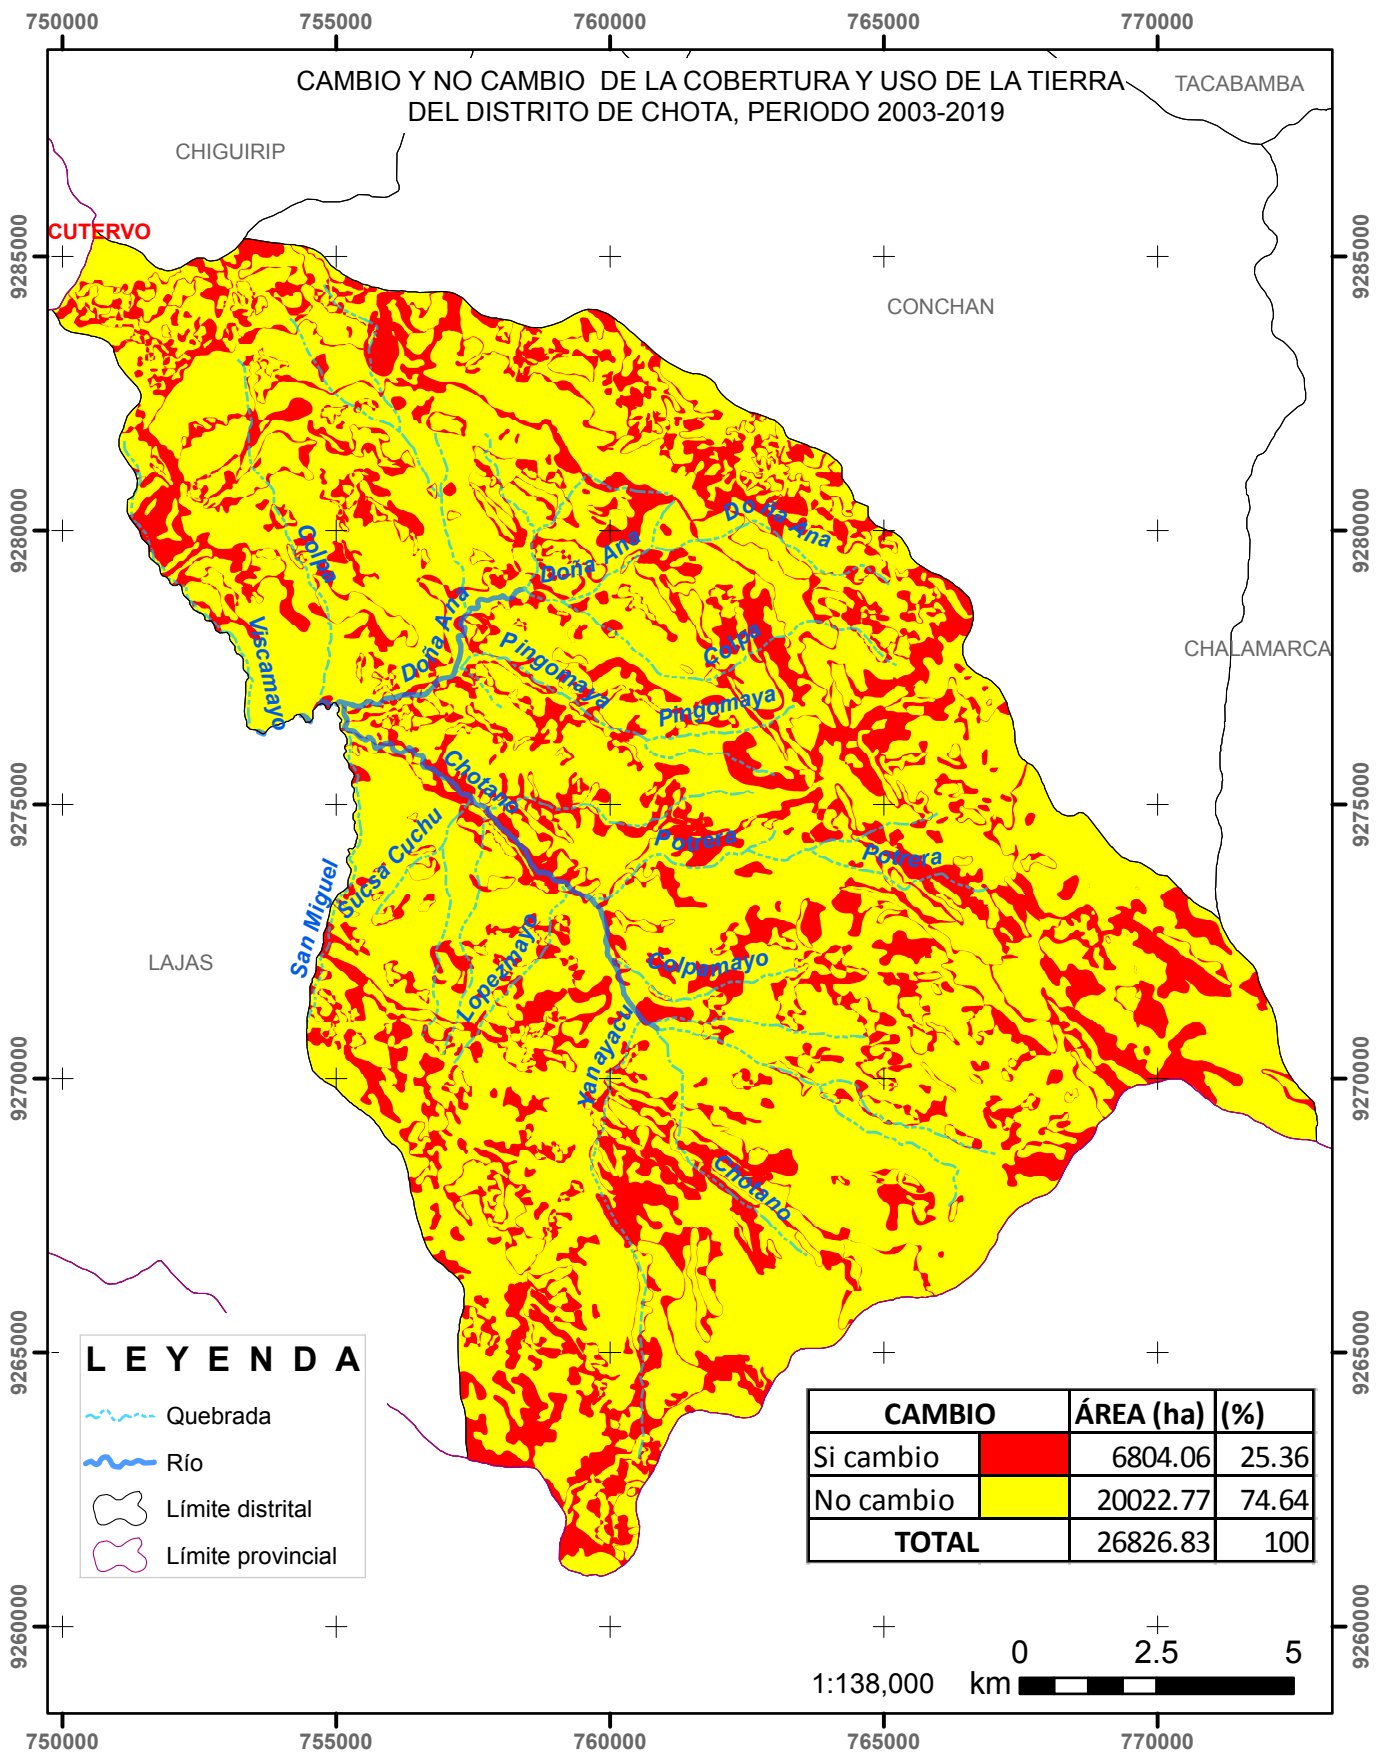 750000
755000
760000
765000
770000
CAMBIO Y NO CAMBIO DE LA COBERTURA Y USO DE LA TIERRA
DEL DISTRITO DE CHOTA, PERIODO 2003-2019
TACABAMBA
CHIGUIRIP
CUTERVO
9285000
9285000
CONCHAN
9280000
9280000
Doña Ana
Colpa
Doña Ana
Doña Ana
Viscamayo
Pingomaya
Colpa
CHALAMARCA
Pingomaya
Chotano
9275000
9275000
Sucsa Cuchu
Potrera
Potrera
San Miguel
LAJAS
Lopezmayo
Colpamayo
Yanayacu
9270000
9270000
Chotano
9265000
9265000
L E Y E N D A
Quebrada
Río
Límite distrital
Límite provincial
CAMBIO ÁREA (ha) (%)
Si cambio 6804.06 25.36
No cambio 20022.77 74.64
TOTAL 26826.83 100
9260000
9260000
0 2.5 5
1:138,000 km
750000
755000
760000
765000
770000